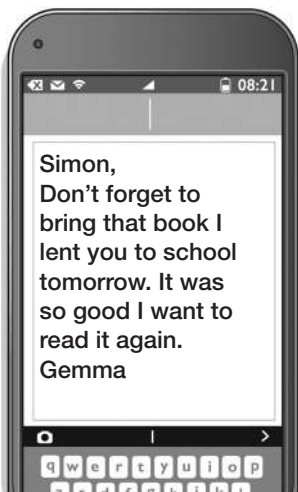 08:21
Simon,
Don't forget to
bring that book I
lent you to school
tomorrow. It was
so good I want to
read it again.
Gemma
q w e r t y u i o p
a s d f g h j k l